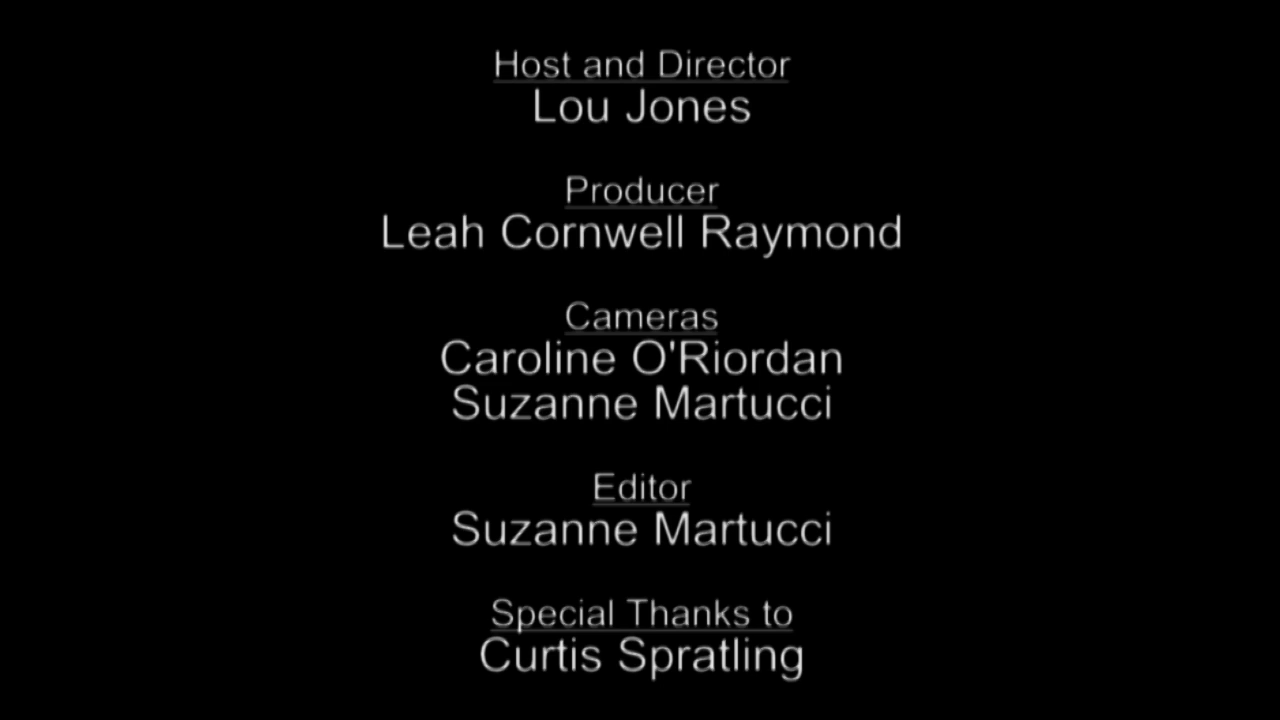 Host and Director
Lou Jones
Producer
Leah Cornwell Raymond
Cameras
Caroline O'Riordan
Suzanne Martucci
Editor
Suzanne Martucci
Special Thanks to
Curtis Spratling